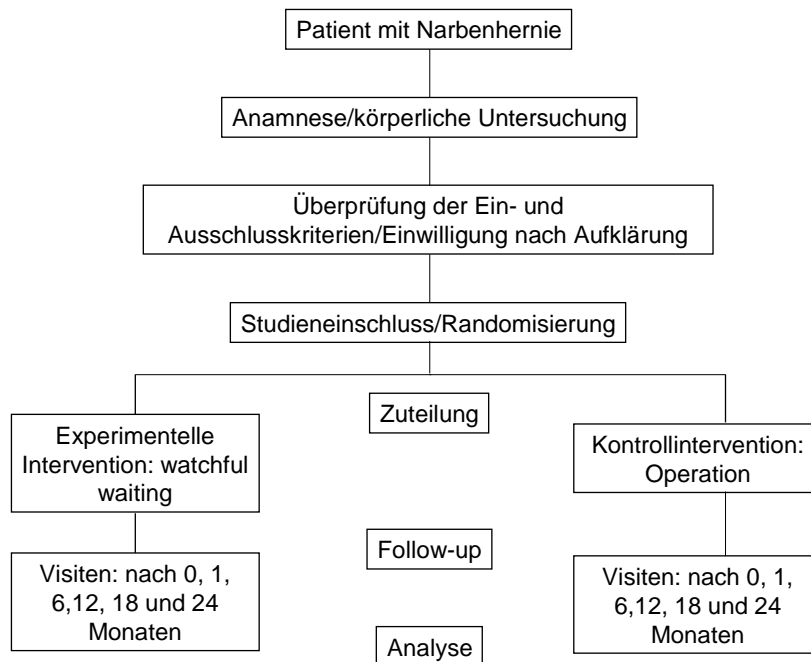 Patient mit Narbenhernie
Anamnese/körperliche Untersuchung
Überprüfung der Ein- und
Ausschlusskriterien/Einwilligung nach Aufklärung
Studieneinschluss/Randomisierung
Zuteilung
Experimentelle
Intervention: watchful
waiting
Kontrollintervention:
Operation
Follow-up
Visiten: nach 0, 1,
6,12, 18 und 24
Monaten
Visiten: nach 0, 1,
6,12, 18 und 24
Monaten
Analyse